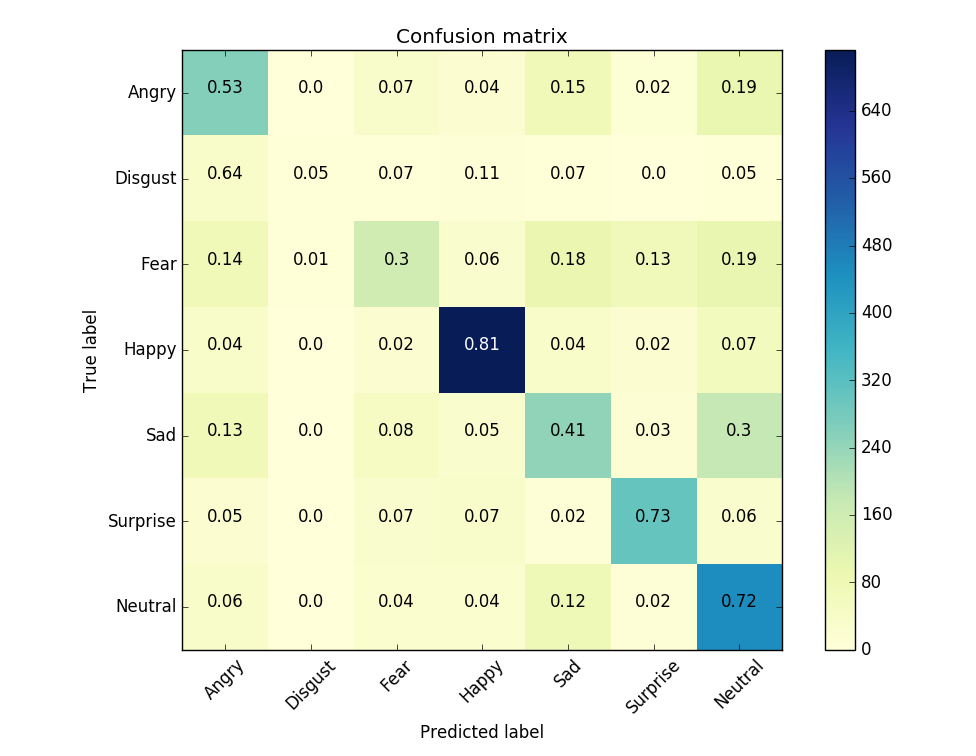 Confusion matrix
Angry 0.53 0.0 0.07 0.04 0.15 0.02 0.19
Disgust 0.64 0.05 0.07 0.11 0.07 0.0 0.05
Fear 0.14 0.01 0.3 0.06 0.18 0.13 0.19
Happy 0.04 0.0 0.02 0.81 0.04 0.02 0.07
Sad 0.13 0.0 0.08 0.05 0.41 0.03 0.3
Surprise 0.05 0.0 0.07 0.07 0.02 0.73 0.06
Neutral 0.06 0.0 0.04 0.04 0.12 0.02 0.72
Angry Disgust Fear Happy Sad Surprise Neutral
Predicted label
True label
640
560
480
400
320
240
160
80
0